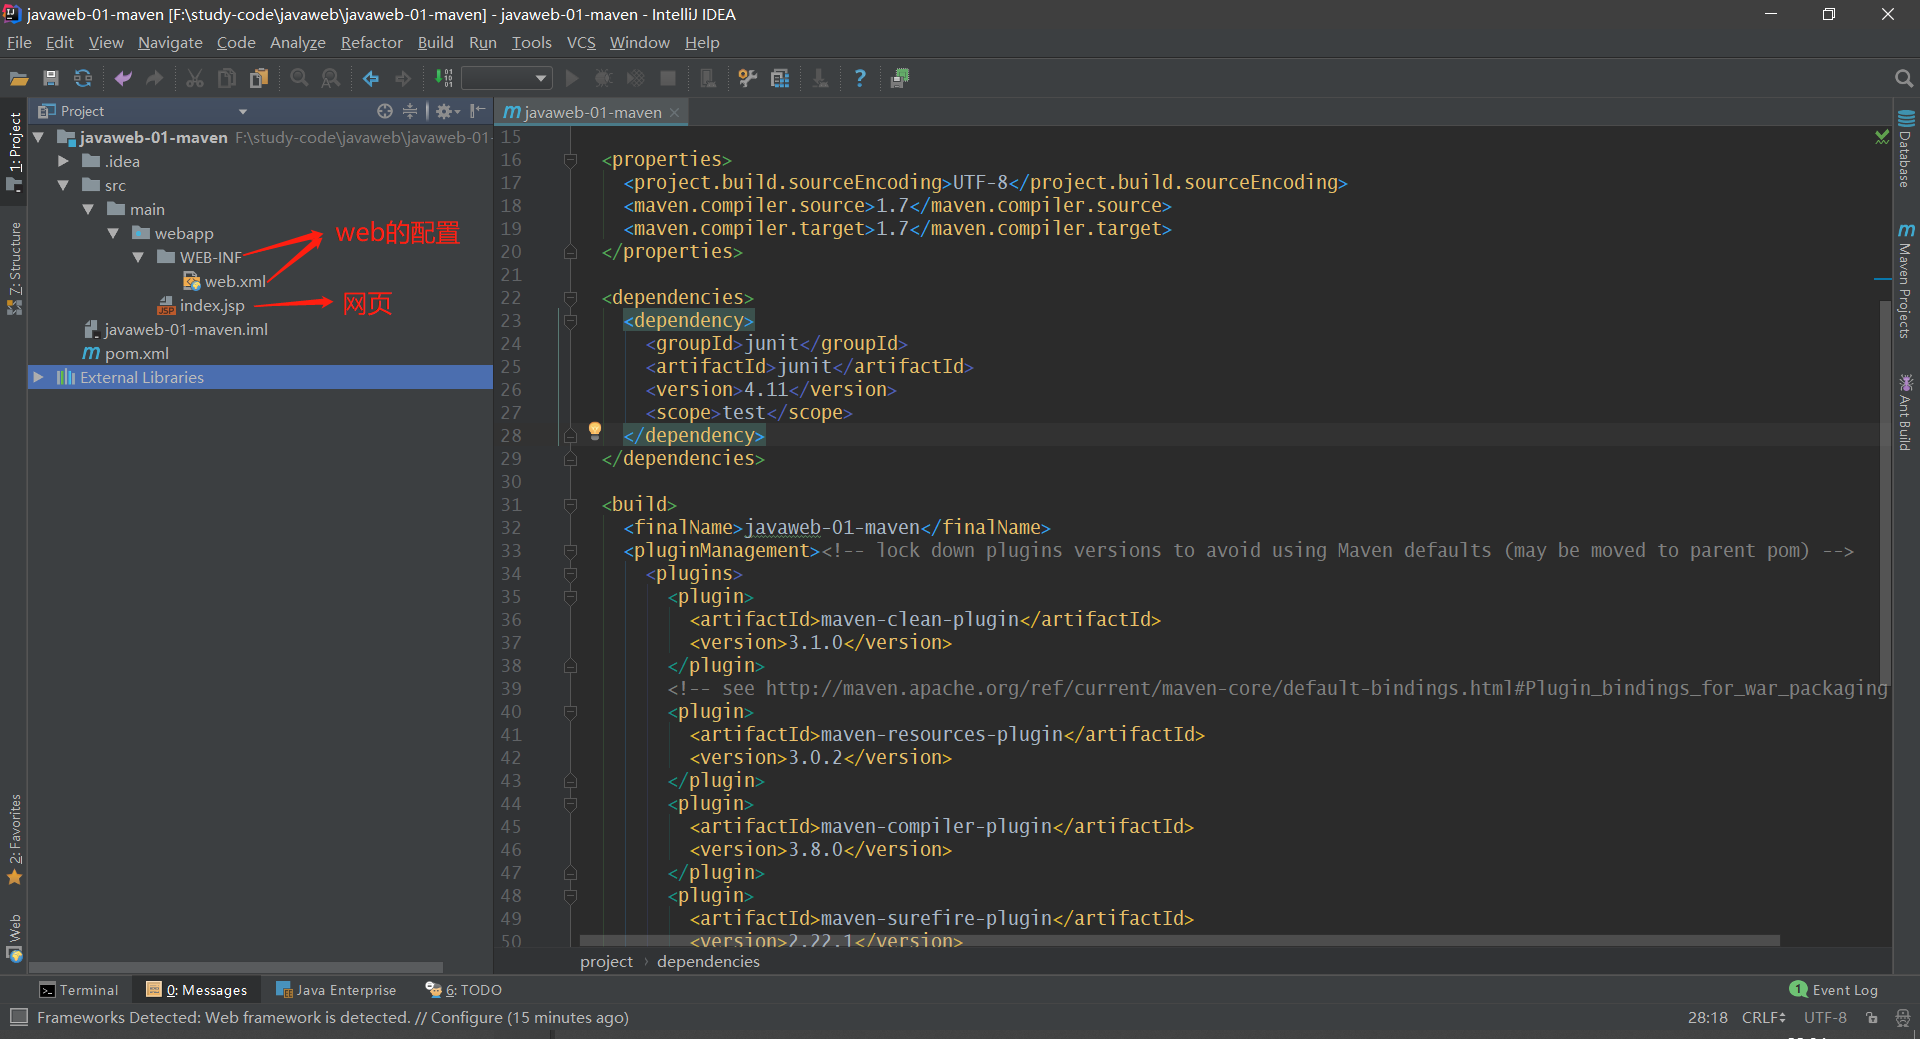 javaweb-01-maven [F:\study-code\javaweb\javaweb-01-maven] - javaweb-01-maven - IntelliJ IDEA
File Edit View Navigate Code Analyze Refactor Build Run Tools VCS Window Help
Project
javaweb-01-maven
1: Project
Z: Structure
2: Favorites
Web
javaweb-01-maven F:\study-code\javaweb\javaweb-01-
.idea
src
main
webapp
web的配置
WEB-INF
web.xml
index.jsp
网页
javaweb-01-maven.iml
pom.xml
External Libraries
15
16 <properties>
17 <project.build.sourceEncoding>UTF-8</project.build.sourceEncoding>
18 <maven.compiler.source>1.7</maven.compiler.source>
19 <maven.compiler.target>1.7</maven.compiler.target>
20 </properties>
21
22 <dependencies>
23 <dependency>
24 <groupId>junit</groupId>
25 <artifactId>junit</artifactId>
26 <version>4.11</version>
27 <scope>test</scope>
28 </dependency>
29 </dependencies>
30
31 <build>
32 <finalName>javaweb-01-maven</finalName>
33 <pluginManagement><!-- lock down plugins versions to avoid using Maven defaults (may be moved to parent pom) -->
34 <plugins>
35 <plugin>
36 <artifactId>maven-clean-plugin</artifactId>
37 <version>3.1.0</version>
38 </plugin>
39 <!-- see http://maven.apache.org/ref/current/maven-core/default-bindings.html#Plugin_bindings_for_war_packaging
40 <plugin>
41 <artifactId>maven-resources-plugin</artifactId>
42 <version>3.0.2</version>
43 </plugin>
44 <plugin>
45 <artifactId>maven-compiler-plugin</artifactId>
46 <version>3.8.0</version>
47 </plugin>
48 <plugin>
49 <artifactId>maven-surefire-plugin</artifactId>
50 <version>2.22.1</version>
project › dependencies
Database
Maven Projects
Ant Build
Terminal 0: Messages Java Enterprise 6: TODO 1 Event Log
Frameworks Detected: Web framework is detected. // Configure (15 minutes ago) 28:18 CRLF UTF-8